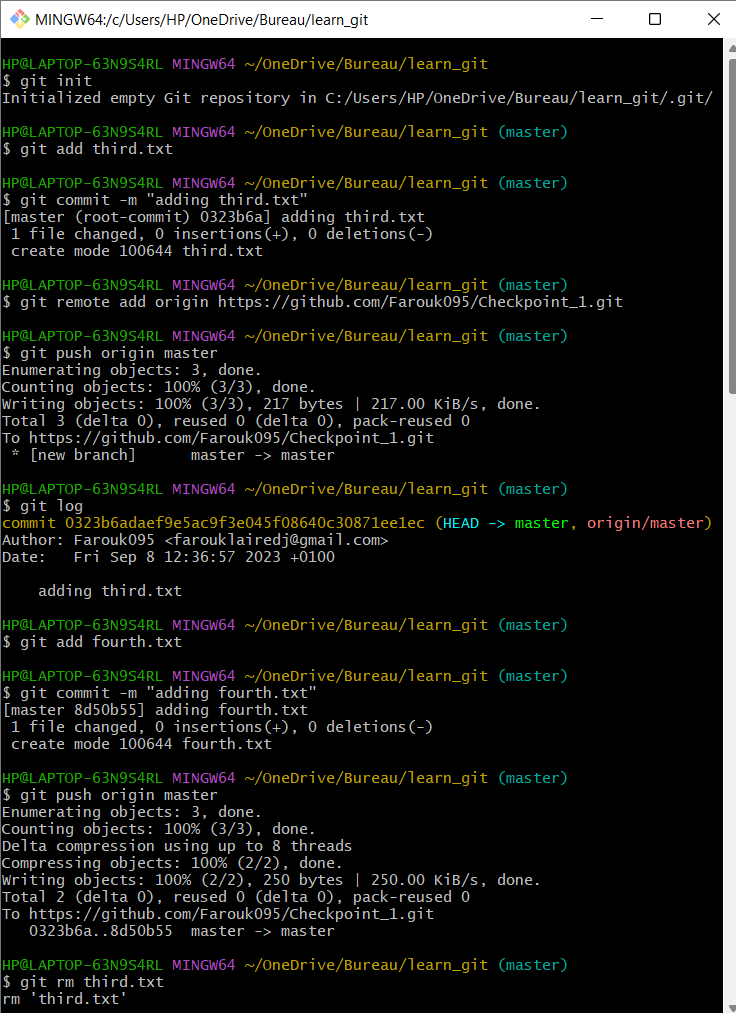 MINGW64:/c/Users/HP/OneDrive/Bureau/learn_git
HP@LAPTOP-63N9S4RL MINGW64 ~/OneDrive/Bureau/learn_git
$ git init
Initialized empty Git repository in C:/Users/HP/OneDrive/Bureau/learn_git/.git/
HP@LAPTOP-63N9S4RL MINGW64 ~/OneDrive/Bureau/learn_git (master)
$ git add third.txt
HP@LAPTOP-63N9S4RL MINGW64 ~/OneDrive/Bureau/learn_git (master)
$ git commit -m "adding third.txt"
[master (root-commit) 0323b6a] adding third.txt
 1 file changed, 0 insertions(+), 0 deletions(-)
 create mode 100644 third.txt
HP@LAPTOP-63N9S4RL MINGW64 ~/OneDrive/Bureau/learn_git (master)
$ git remote add origin https://github.com/Farouk095/Checkpoint_1.git
HP@LAPTOP-63N9S4RL MINGW64 ~/OneDrive/Bureau/learn_git (master)
$ git push origin master
Enumerating objects: 3, done.
Counting objects: 100% (3/3), done.
Writing objects: 100% (3/3), 217 bytes | 217.00 KiB/s, done.
Total 3 (delta 0), reused 0 (delta 0), pack-reused 0
To https://github.com/Farouk095/Checkpoint_1.git
 * [new branch]      master -> master
HP@LAPTOP-63N9S4RL MINGW64 ~/OneDrive/Bureau/learn_git (master)
$ git log
commit 0323b6adaef9e5ac9f3e045f08640c30871ee1ec (HEAD -> master, origin/master)
Author: Farouk095 <farouklairedj@gmail.com>
Date:   Fri Sep 8 12:36:57 2023 +0100
    adding third.txt
HP@LAPTOP-63N9S4RL MINGW64 ~/OneDrive/Bureau/learn_git (master)
$ git add fourth.txt
HP@LAPTOP-63N9S4RL MINGW64 ~/OneDrive/Bureau/learn_git (master)
$ git commit -m "adding fourth.txt"
[master 8d50b55] adding fourth.txt
 1 file changed, 0 insertions(+), 0 deletions(-)
 create mode 100644 fourth.txt
HP@LAPTOP-63N9S4RL MINGW64 ~/OneDrive/Bureau/learn_git (master)
$ git push origin master
Enumerating objects: 3, done.
Counting objects: 100% (3/3), done.
Delta compression using up to 8 threads
Compressing objects: 100% (2/2), done.
Writing objects: 100% (2/2), 250 bytes | 250.00 KiB/s, done.
Total 2 (delta 0), reused 0 (delta 0), pack-reused 0
To https://github.com/Farouk095/Checkpoint_1.git
   0323b6a..8d50b55  master -> master
HP@LAPTOP-63N9S4RL MINGW64 ~/OneDrive/Bureau/learn_git (master)
$ git rm third.txt
rm 'third.txt'